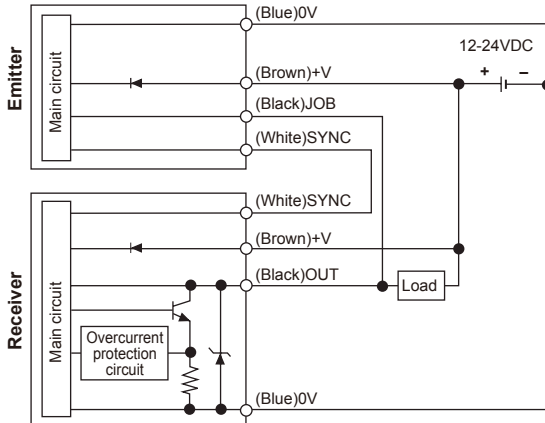 (Blue)0V
12-24VDC
+ −
Emitter
Main circuit
(Brown)+V
(Black)JOB
(White)SYNC
(White)SYNC
(Brown)+V
(Black)OUT
Load
Receiver
Main circuit
Overcurrent
protection
circuit
(Blue)0V